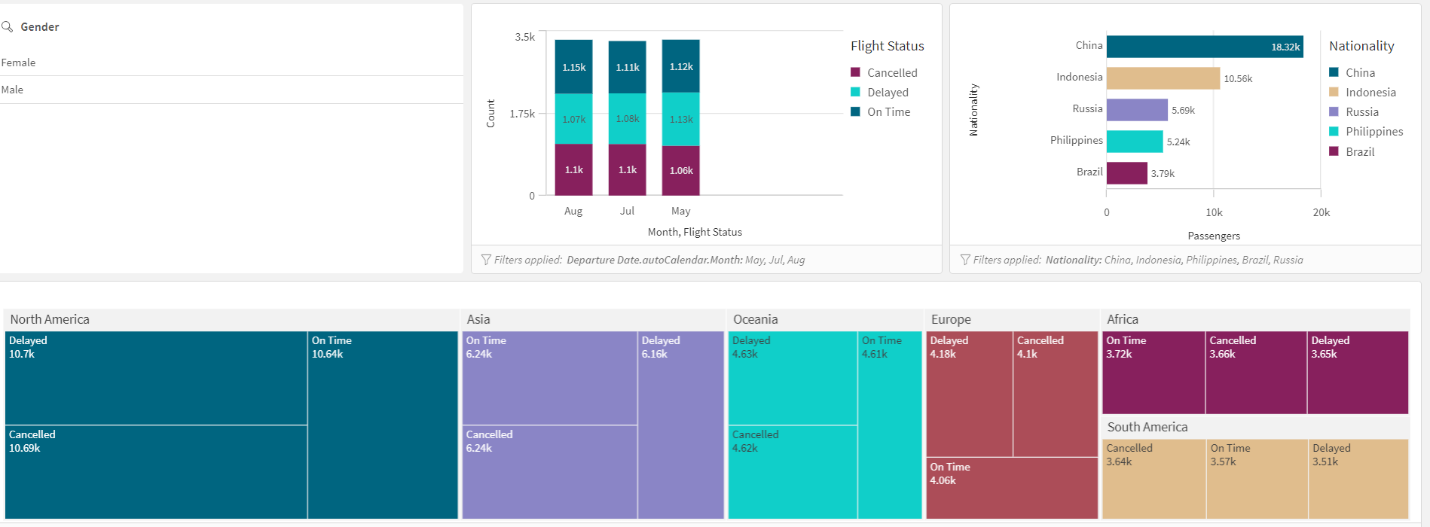 Gender
Female
Male
3.5k
1.75k
0
Count
1.15k
1.11k
1.12k
1.07k
1.08k
1.13k
1.1k
1.1k
1.06k
Aug
Jul
May
Month, Flight Status
Flight Status
Cancelled
Delayed
On Time
Filters applied: Departure Date.autoCalendar.Month: May, Jul, Aug
Nationality
China
18.32k
Indonesia
10.56k
Russia
5.69k
Philippines
5.24k
Brazil
3.79k
0
10k
20k
Passengers
Nationality
China
Indonesia
Russia
Philippines
Brazil
Filters applied: Nationality: China, Indonesia, Philippines, Brazil, Russia
North America
Delayed
10.7k
On Time
10.64k
Cancelled
10.69k
Asia
On Time
6.24k
Delayed
6.16k
Cancelled
6.24k
Oceania
Delayed
4.63k
On Time
4.61k
Cancelled
4.62k
Europe
Delayed
4.18k
Cancelled
4.1k
On Time
4.06k
Africa
On Time
3.72k
Cancelled
3.66k
Delayed
3.65k
South America
Cancelled
3.64k
On Time
3.57k
Delayed
3.51k